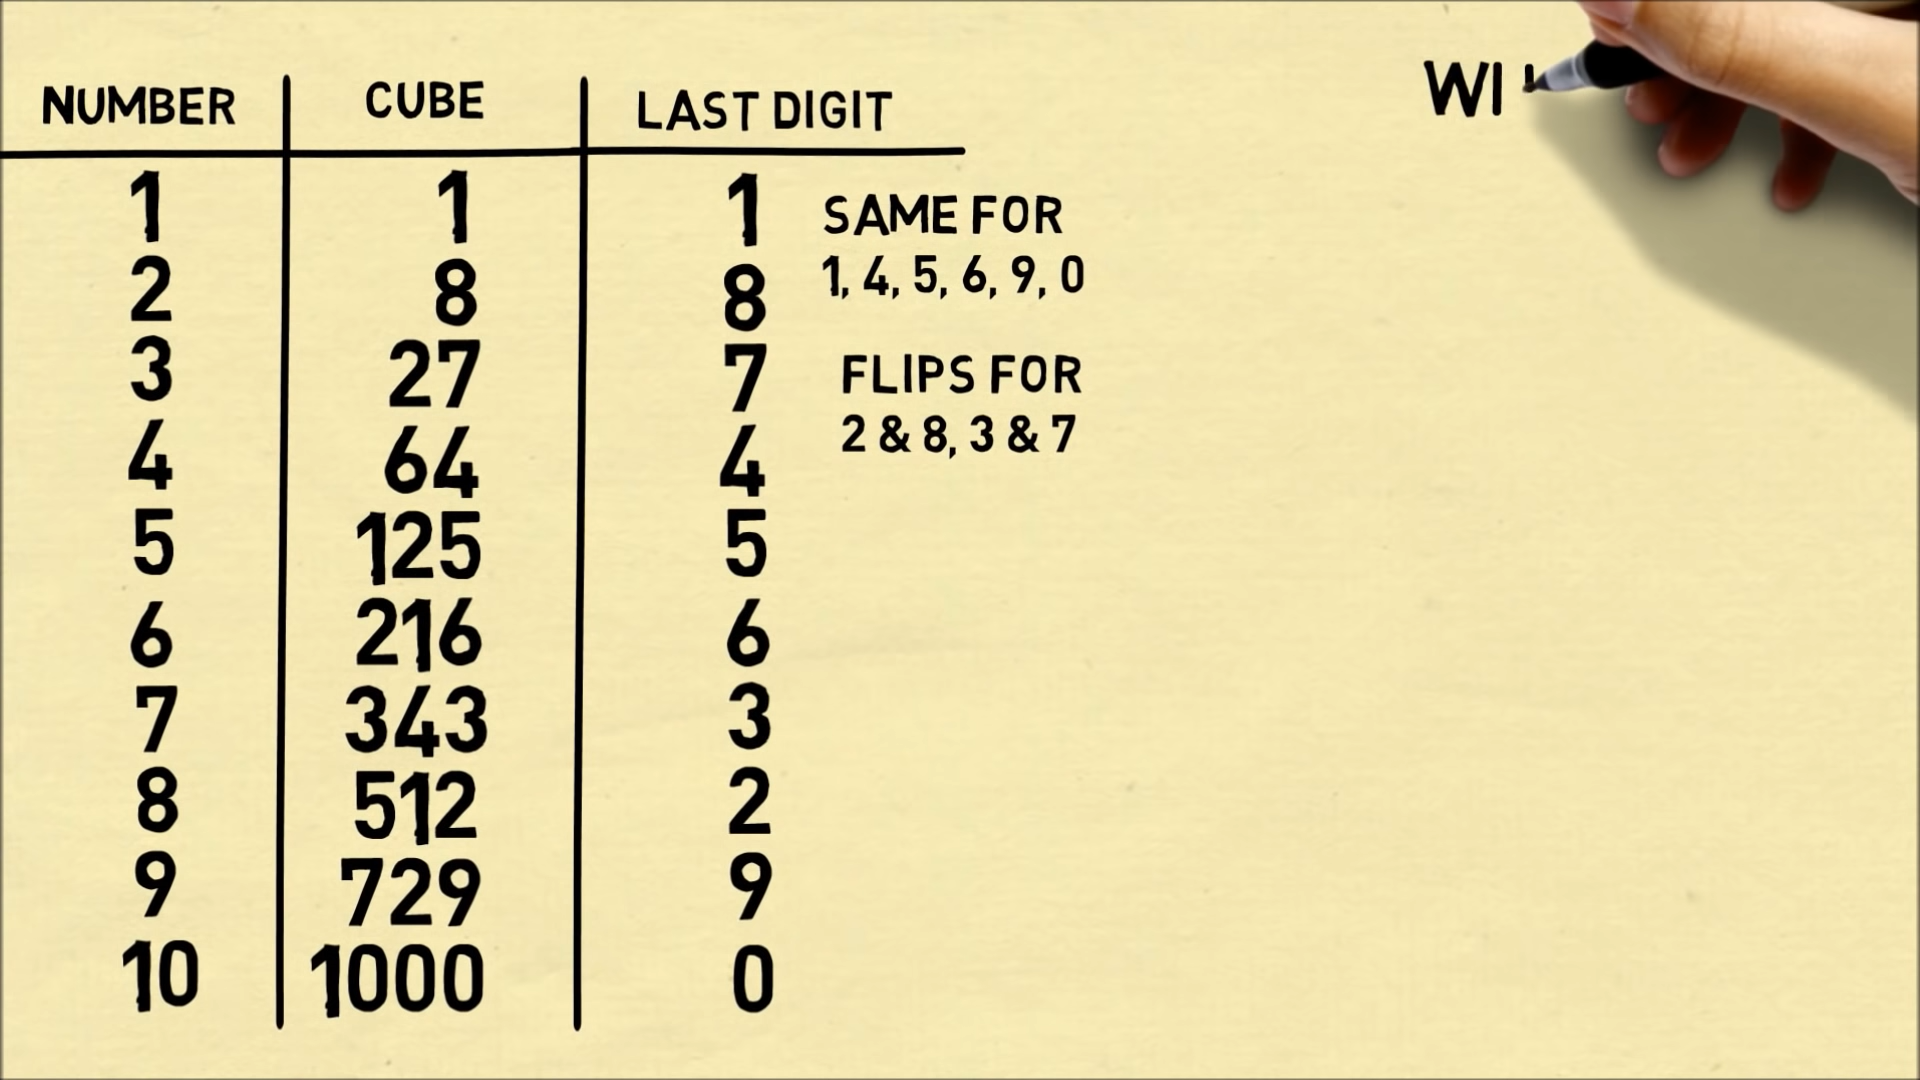 NUMBER CUBE LAST DIGIT
1 1 1
2 8 8
3 27 7
4 64 4
5 125 5
6 216 6
7 343 3
8 512 2
9 729 9
10 1000 0
SAME FOR
1, 4, 5, 6, 9, 0
FLIPS FOR
2 & 8, 3 & 7
WI